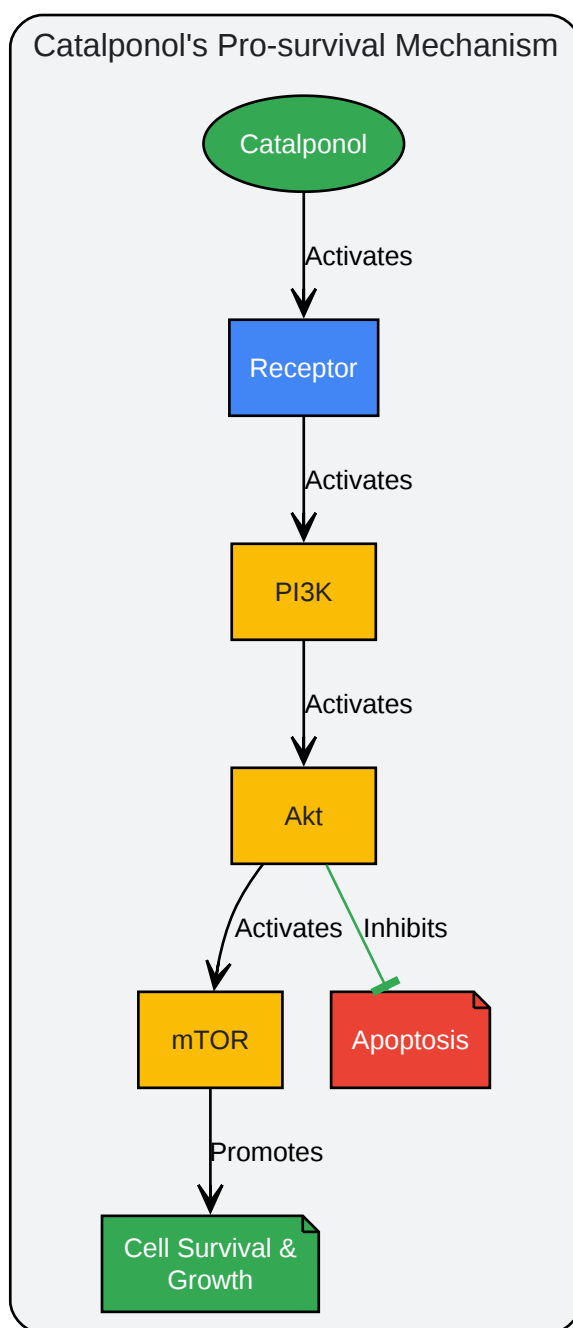 Catalponol's Pro-survival Mechanism
Catalponol
Activates
Receptor
Activates
PI3K
Activates
Akt
Activates
Inhibits
mTOR
Apoptosis
Promotes
Cell Survival &
Growth